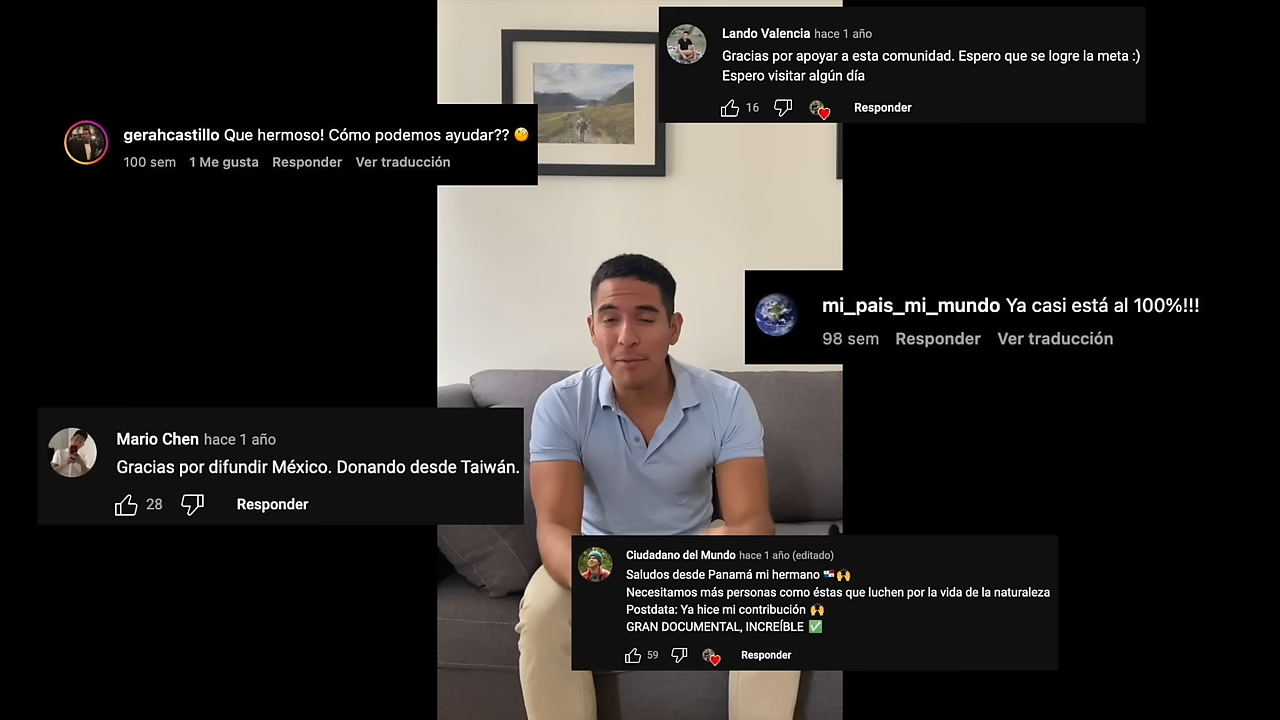 Lando Valencia hace 1 año
Gracias por apoyar a esta comunidad. Espero que se logre la meta :)
Espero visitar algún día
16 Responder
gerahcastillo Que hermoso! Cómo podemos ayudar?? 🥹
100 sem 1 Me gusta Responder Ver traducción
mi_pais_mi_mundo Ya casi está al 100%!!!
98 sem Responder Ver traducción
Mario Chen hace 1 año
Gracias por difundir México. Donando desde Taiwán.
28 Responder
Ciudadano del Mundo hace 1 año (editado)
Saludos desde Panamá mi hermano 🇵🇦🙌
Necesitamos más personas como éstas que luchen por la vida de la naturaleza
Postdata: Ya hice mi contribución 🙌
GRAN DOCUMENTAL, INCREÍBLE ✅
59 Responder